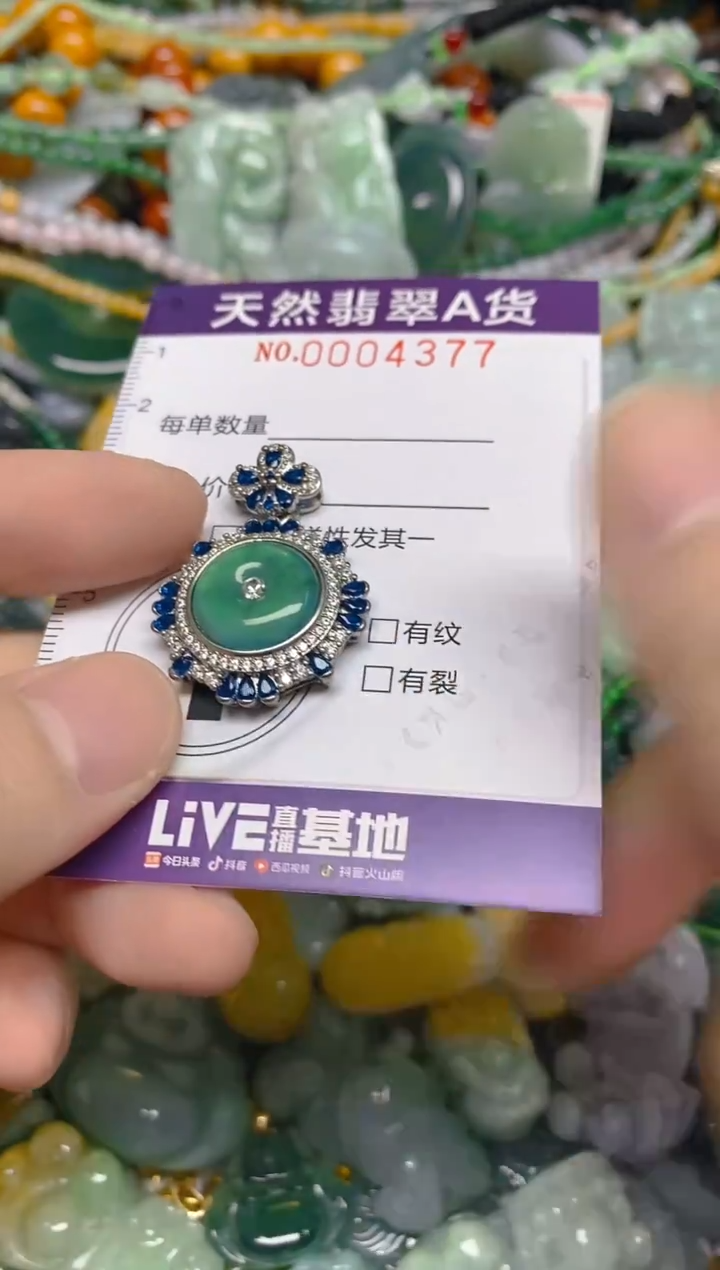 天然翡翠A货
NO.0004377
1
2
每单数量
价
发其一
5
有纹
有裂
LiVE直播基地
今日头条 抖音 西瓜视频 抖音火山版